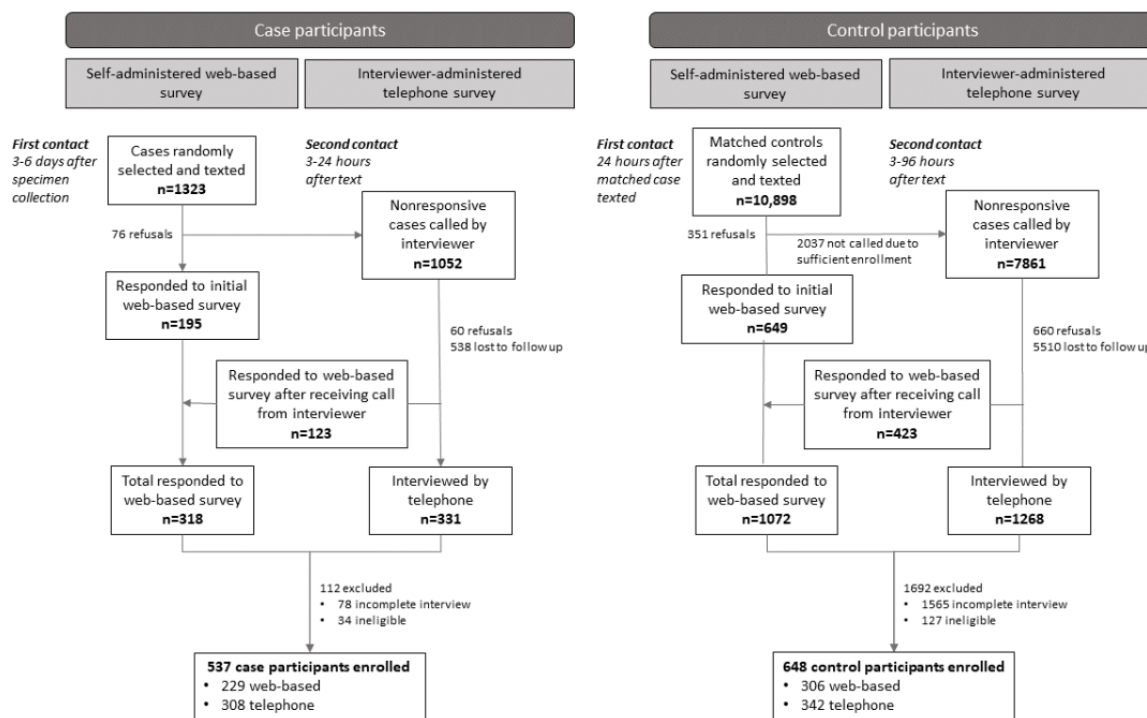 Case participants
Self-administered web-based
survey
Interviewer-administered
telephone survey
First contact
3-6 days after
specimen
collection
Cases randomly
selected and texted
n=1323
Second contact
3-24 hours
after text
76 refusals
Nonresponsive
cases called by
interviewer
n=1052
Responded to initial
web-based survey
n=195
60 refusals
538 lost to follow up
Responded to web-based
survey after receiving call
from interviewer
n=123
Total responded to
web-based survey
n=318
Interviewed by
telephone
n=331
112 excluded
• 78 incomplete interview
• 34 ineligible
537 case participants enrolled
• 229 web-based
• 308 telephone
Control participants
Self-administered web-based
survey
Interviewer-administered
telephone survey
First contact
24 hours after
matched case
texted
Matched controls
randomly selected
and texted
n=10,898
Second contact
3-96 hours
after text
351 refusals
2037 not called due to
sufficient enrollment
Nonresponsive
cases called by
interviewer
n=7861
Responded to initial
web-based survey
n=649
660 refusals
5510 lost to follow up
Responded to web-based
survey after receiving call
from interviewer
n=423
Total responded to
web-based survey
n=1072
Interviewed by
telephone
n=1268
1692 excluded
• 1565 incomplete interview
• 127 ineligible
648 control participants enrolled
• 306 web-based
• 342 telephone